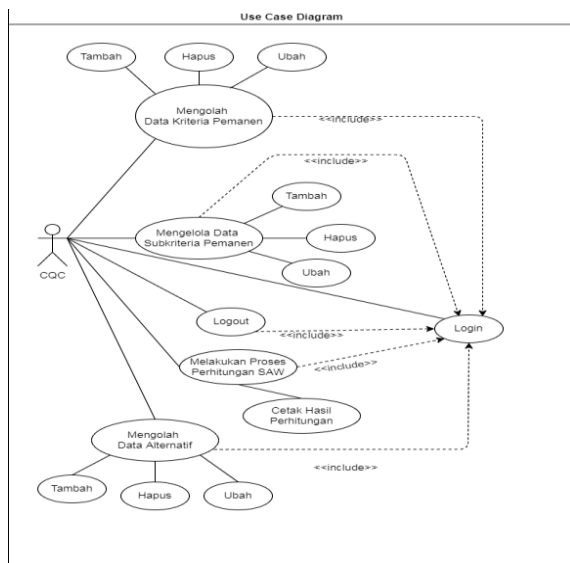 Use Case Diagram
Tambah
Hapus
Ubah
Mengolah
Data Kriteria Pemanen
<<include>>
<<include>>
Tambah
Mengelola Data
Subkriteria Pemanen
Hapus
Ubah
CQC
Logout
Login
<<include>>
Melakukan Proses
Perhitungan SAW
<<include>>
Cetak Hasil
Perhitungan
Mengolah
Data Alternatif
<<include>>
Tambah
Hapus
Ubah